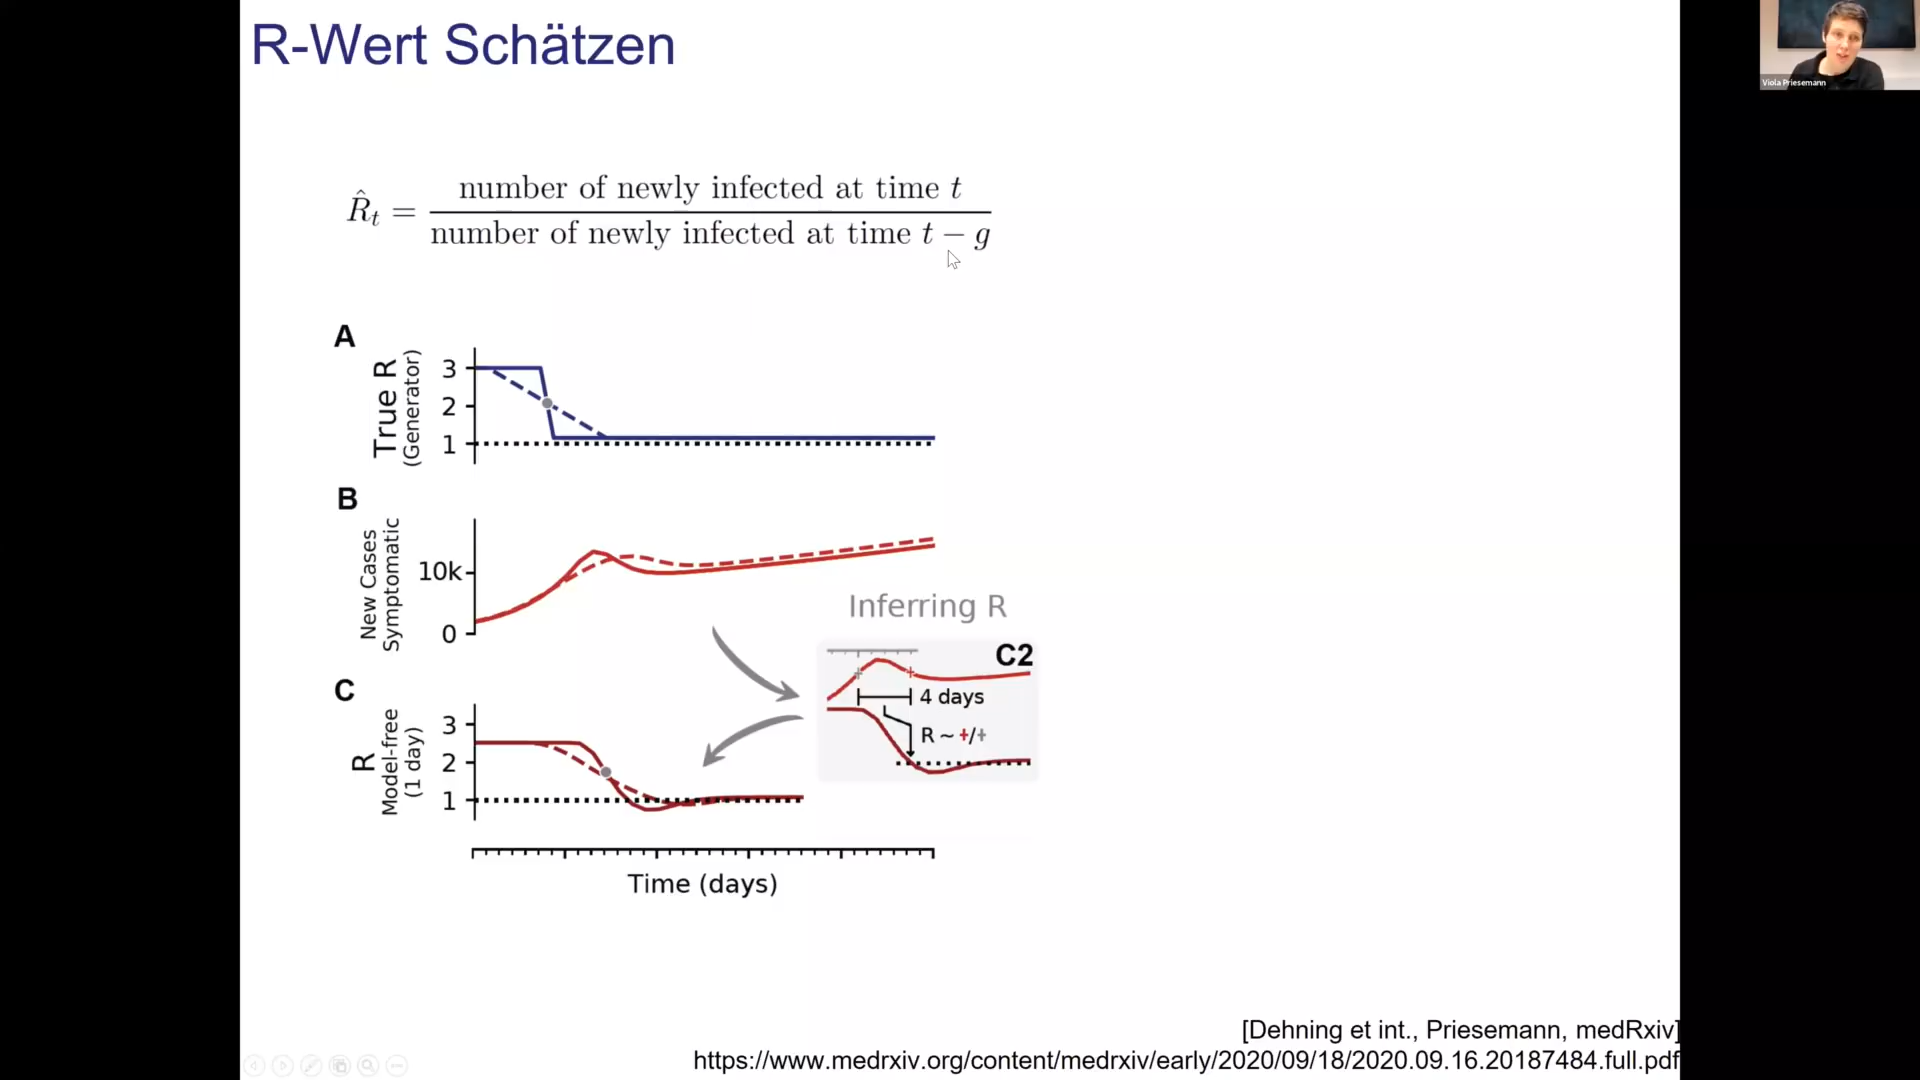 R-Wert Schätzen
Viola Priesemann
R̂ₜ = number of newly infected at time t
number of newly infected at time t − g
A
True R
(Generator)
3
2
1
B
New Cases
Symptomatic
10k
0
Inferring R
C2
4 days
R ~ +/+
C
R
Model-free
(1 day)
3
2
1
Time (days)
[Dehning et int., Priesemann, medRxiv]
https://www.medrxiv.org/content/medrxiv/early/2020/09/18/2020.09.16.20187484.full.pdf